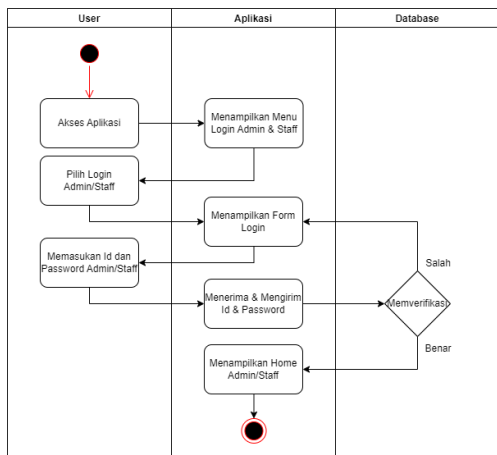 User
Aplikasi
Database
Akses Aplikasi
Menampilkan Menu
Login Admin & Staff
Pilih Login
Admin/Staff
Menampilkan Form
Login
Memasukan Id dan
Password Admin/Staff
Salah
Menerima & Mengirim
Id & Password
Memverifikasi
Benar
Menampilkan Home
Admin/Staff